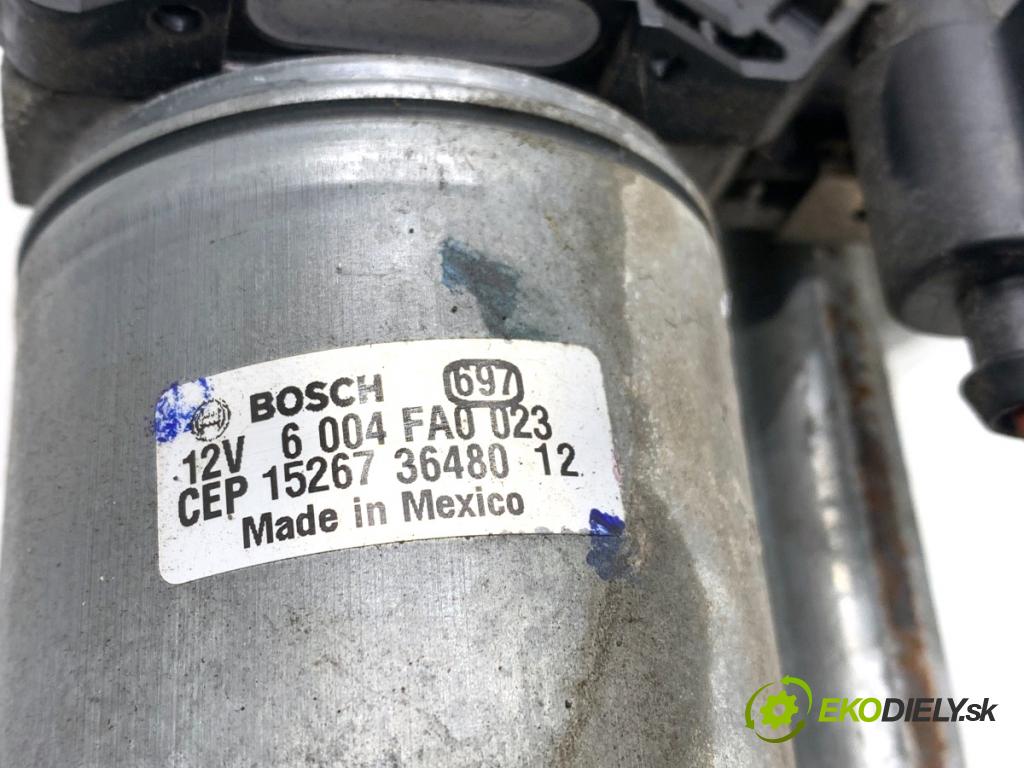 BOSCH 697
12V 6 004 FA0 023
CEP 15267 36480 12
Made in Mexico
EKODIELY.sk